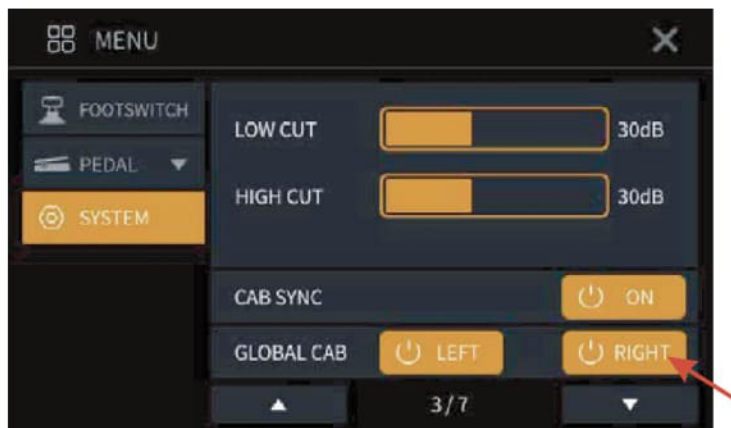 MENU
FOOTSWITCH
PEDAL
SYSTEM
LOW CUT 30dB
HIGH CUT 30dB
CAB SYNC ON
GLOBAL CAB LEFT RIGHT
3/7